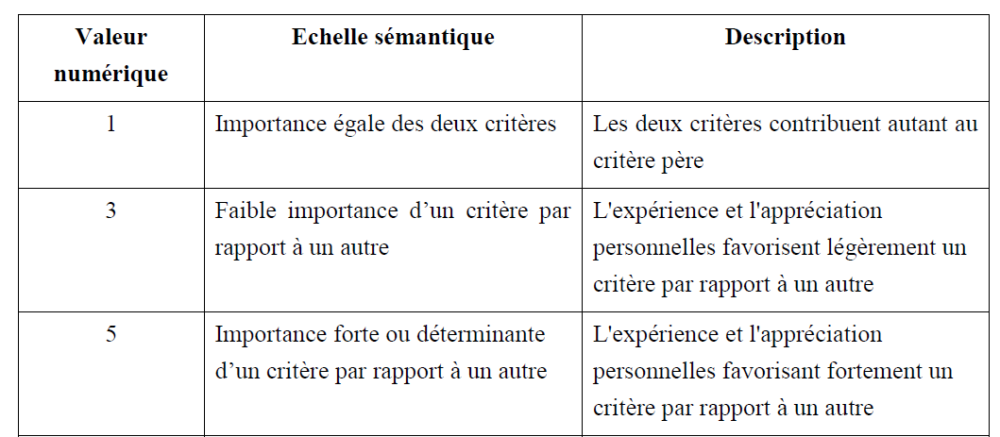 Valeur
numérique
Echelle sémantique
Description
1
Importance égale des deux critères
Les deux critères contribuent autant au
critère père
3
Faible importance d’un critère par
rapport à un autre
L'expérience et l'appréciation
personnelles favorisent légèrement un
critère par rapport à un autre
5
Importance forte ou déterminante
d’un critère par rapport à un autre
L'expérience et l'appréciation
personnelles favorisant fortement un
critère par rapport à un autre